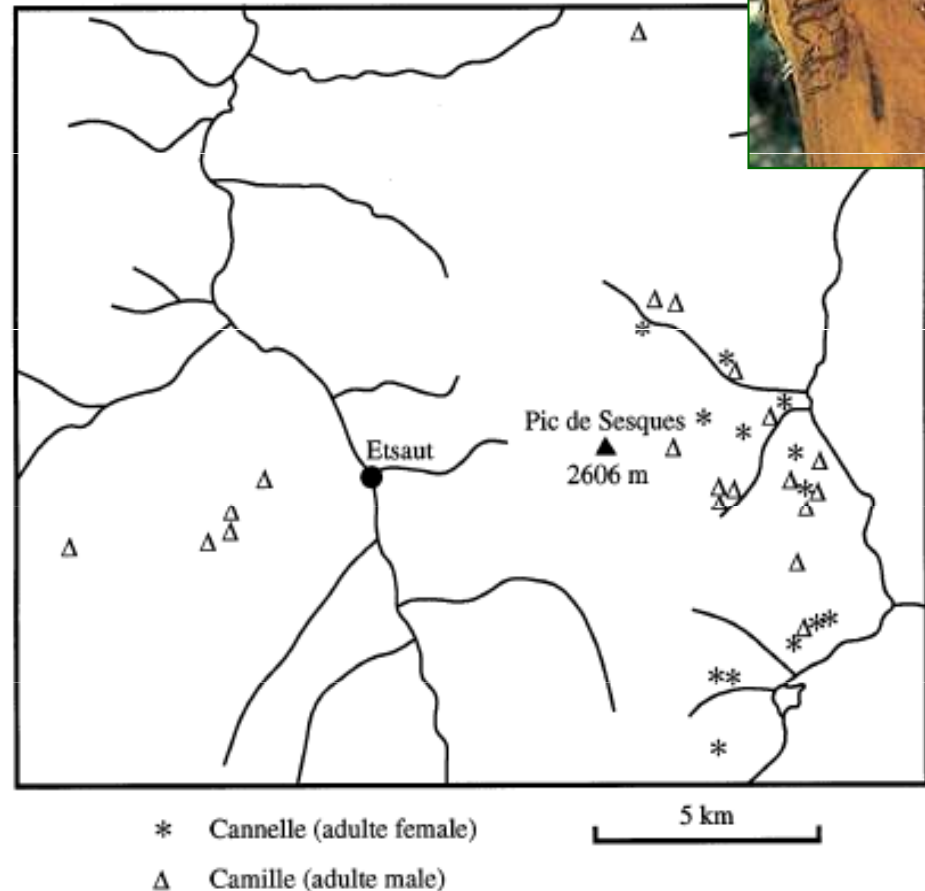 Pic de Sesques
Etsaut
2606 m
5 km
* Cannelle (adulte female)
Δ Camille (adulte male)